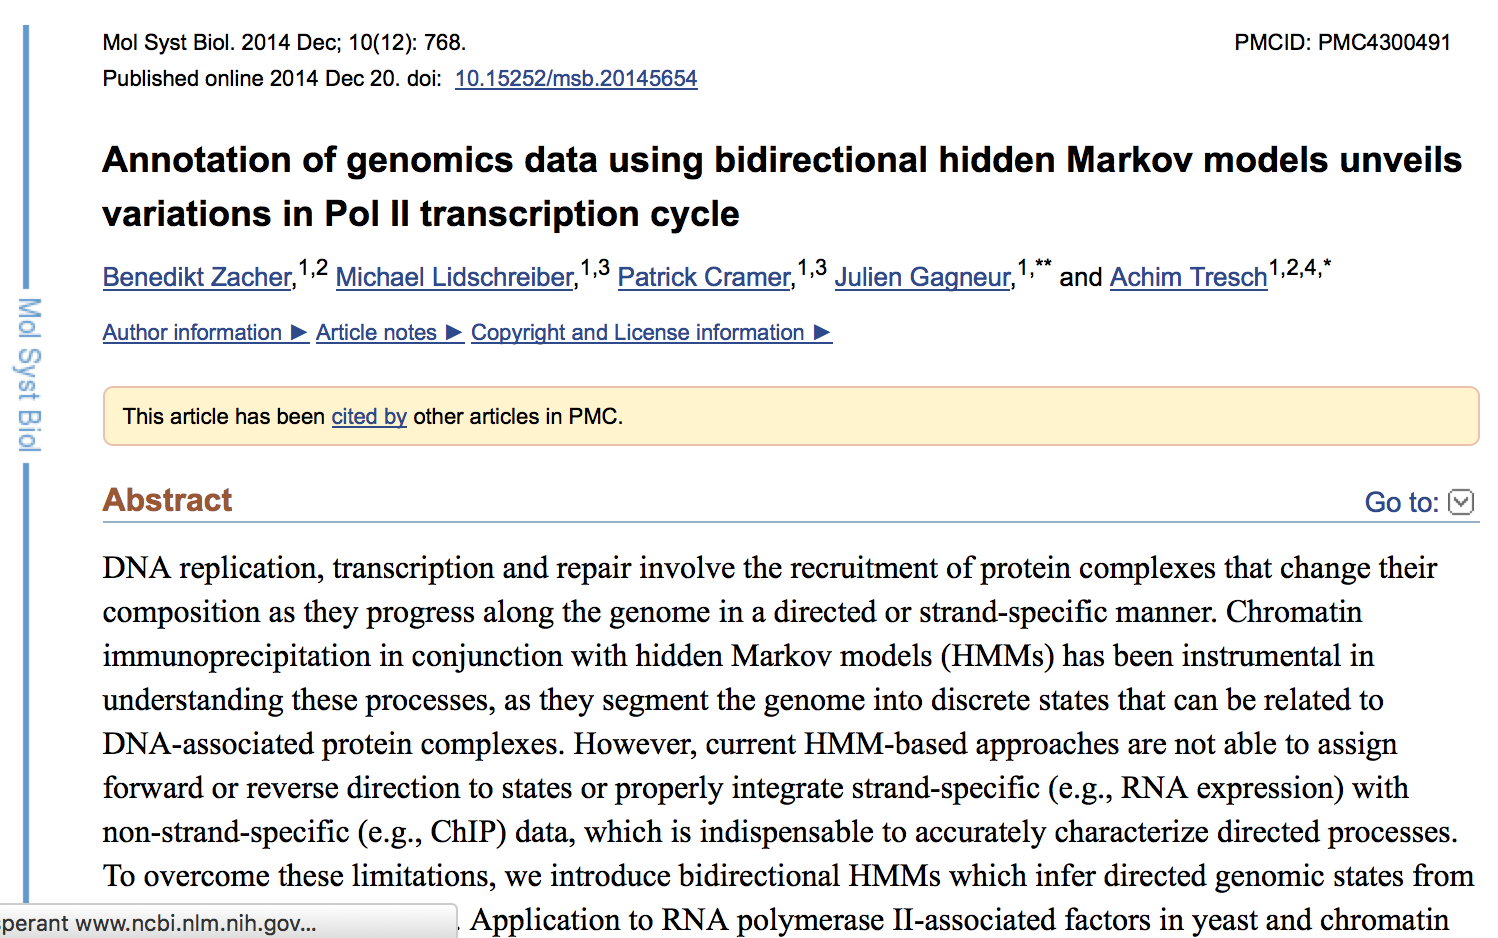 Mol Syst Biol. 2014 Dec; 10(12): 768.
PMCID: PMC4300491
Published online 2014 Dec 20. doi: 10.15252/msb.20145654
Annotation of genomics data using bidirectional hidden Markov models unveils
variations in Pol II transcription cycle
Benedikt Zacher,1,2 Michael Lidschreiber,1,3 Patrick Cramer,1,3 Julien Gagneur,1,** and Achim Tresch1,2,4,*
Author information ► Article notes ► Copyright and License information ►
Mol Syst Biol
This article has been cited by other articles in PMC.
Abstract
Go to:
DNA replication, transcription and repair involve the recruitment of protein complexes that change their
composition as they progress along the genome in a directed or strand-specific manner. Chromatin
immunoprecipitation in conjunction with hidden Markov models (HMMs) has been instrumental in
understanding these processes, as they segment the genome into discrete states that can be related to
DNA-associated protein complexes. However, current HMM-based approaches are not able to assign
forward or reverse direction to states or properly integrate strand-specific (e.g., RNA expression) with
non-strand-specific (e.g., ChIP) data, which is indispensable to accurately characterize directed processes.
To overcome these limitations, we introduce bidirectional HMMs which infer directed genomic states from
. Application to RNA polymerase II-associated factors in yeast and chromatin
perant www.ncbi.nlm.nih.gov...